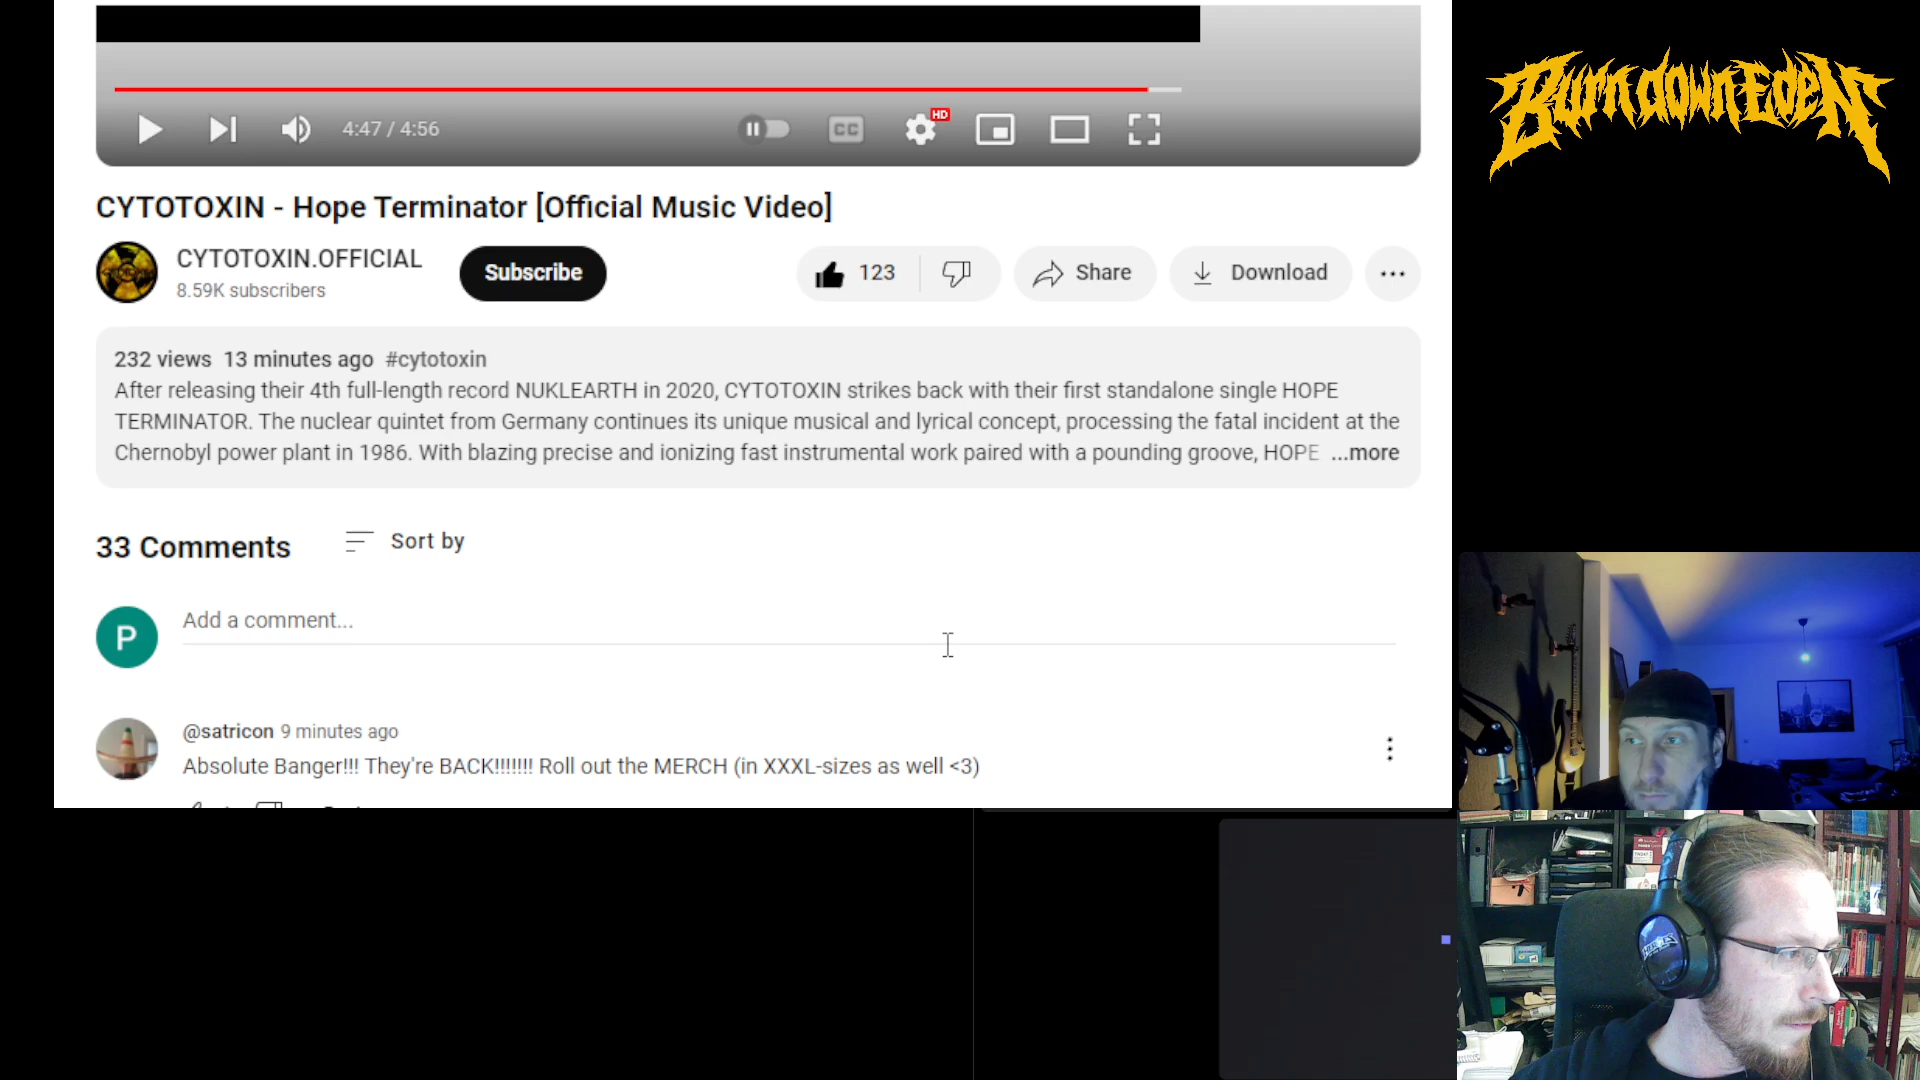 4:47 / 4:56
CC
HD
CYTOTOXIN - Hope Terminator [Official Music Video]
CYTOTOXIN.OFFICIAL
8.59K subscribers
Subscribe
123
Share
Download
232 views 13 minutes ago #cytotoxin
After releasing their 4th full-length record NUKLEARTH in 2020, CYTOTOXIN strikes back with their first standalone single HOPE
TERMINATOR. The nuclear quintet from Germany continues its unique musical and lyrical concept, processing the fatal incident at the
Chernobyl power plant in 1986. With blazing precise and ionizing fast instrumental work paired with a pounding groove, HOPE ...more
33 Comments
Sort by
P
Add a comment...
@satricon 9 minutes ago
Absolute Banger!!! They're BACK!!!!!!! Roll out the MERCH (in XXXL-sizes as well <3)
Burn down Eden